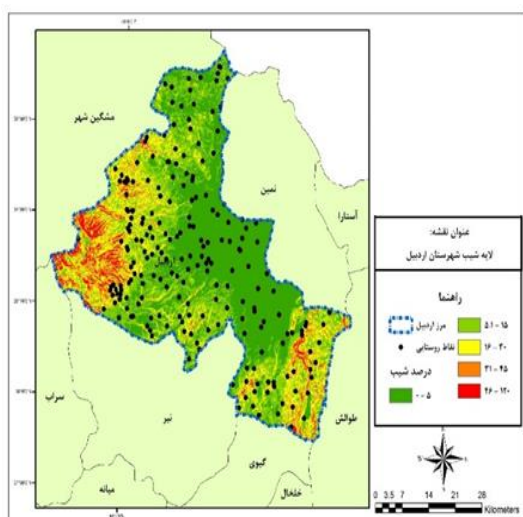 مشگین شهر
نمین
آستارا
اردبیل
سراب
نیر
طوالش
گیوی
میانه
خلخال
عنوان نقشه:
لایه شیب شهرستان اردبیل
راهنما
مرز اردبیل
نقاط روستایی
درصد شیب
۰ - ۵
۵.۱ - ۱۵
۱۶ - ۳۰
۳۱ - ۴۵
۴۶ - ۱۲۰
0 3.5 7 14 21 28
Kilometers